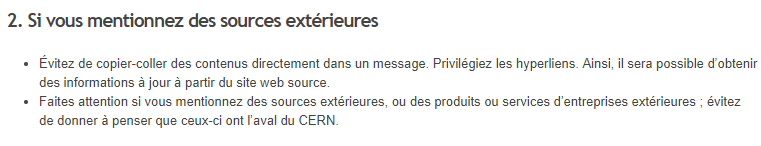 2. Si vous mentionnez des sources extérieures
• Évitez de copier-coller des contenus directement dans un message. Privilégiez les hyperliens. Ainsi, il sera possible d'obtenir
des informations à jour à partir du site web source.
• Faites attention si vous mentionnez des sources extérieures, ou des produits ou services d'entreprises extérieures ; évitez
de donner à penser que ceux-ci ont l'aval du CERN.